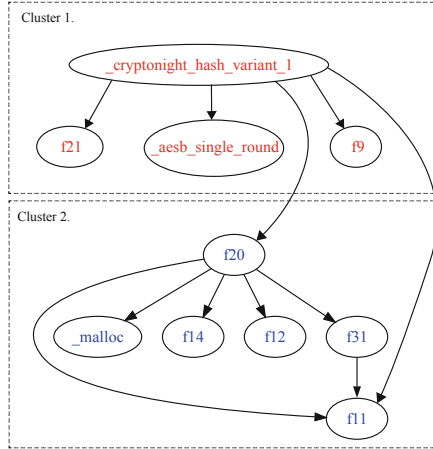 Cluster 1.
_cryptonight_hash_variant_1
f21
_aesb_single_round
f9
Cluster 2.
f20
_malloc
f14
f12
f31
f11